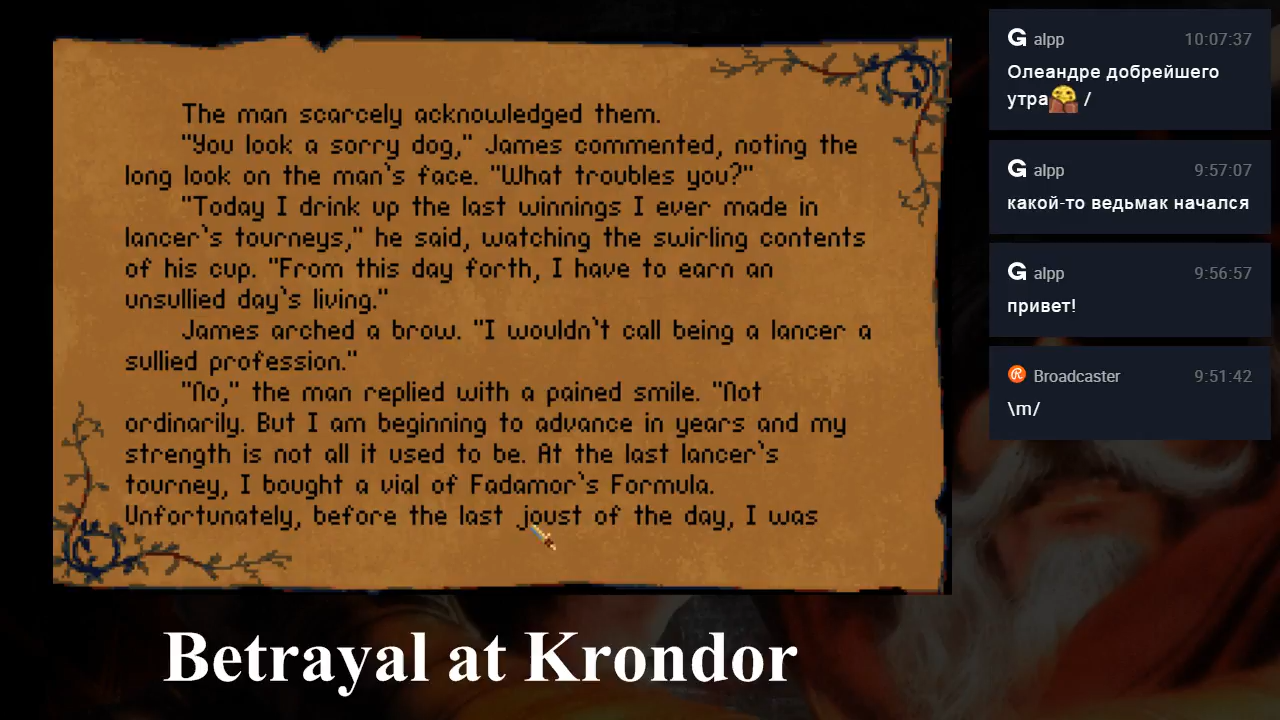 The man scarcely acknowledged them.
"You look a sorry dog," James commented, noting the
long look on the man's face. "What troubles you?"
"Today I drink up the last winnings I ever made in
lancer's tourneys," he said, watching the swirling contents
of his cup. "From this day forth, I have to earn an
unsullied day's living."
James arched a brow. "I wouldn't call being a lancer a
sullied profession."
"No," the man replied with a pained smile. "Not
ordinarily. But I am beginning to advance in years and my
strength is not all it used to be. At the last lancer's
tourney, I bought a vial of Fadamor's Formula.
Unfortunately, before the last joust of the day, I was
Betrayal at Krondor
G alpp 10:07:37
Олеандре добрейшего
утра /
G alpp 9:57:07
какой-то ведьмак начался
G alpp 9:56:57
привет!
Broadcaster 9:51:42
\m/